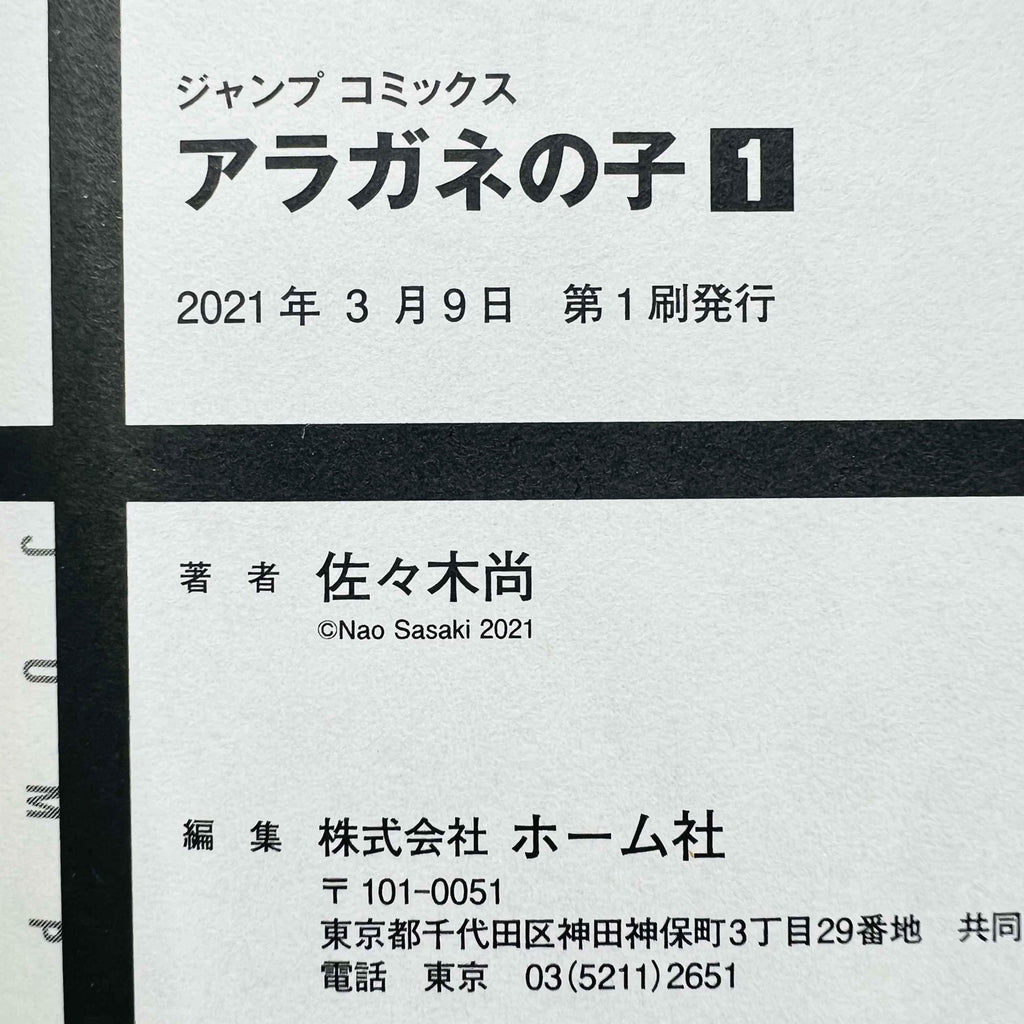 ジャンプ コミックス
アラガネの子 1
2021年 3 月9日　第1刷発行
著 者 佐々木尚
©Nao Sasaki 2021
編 集 株式会社 ホーム社
〒101-0051
東京都千代田区神田神保町3丁目29番地　共同
電話　東京　03(5211)2651
JUMP